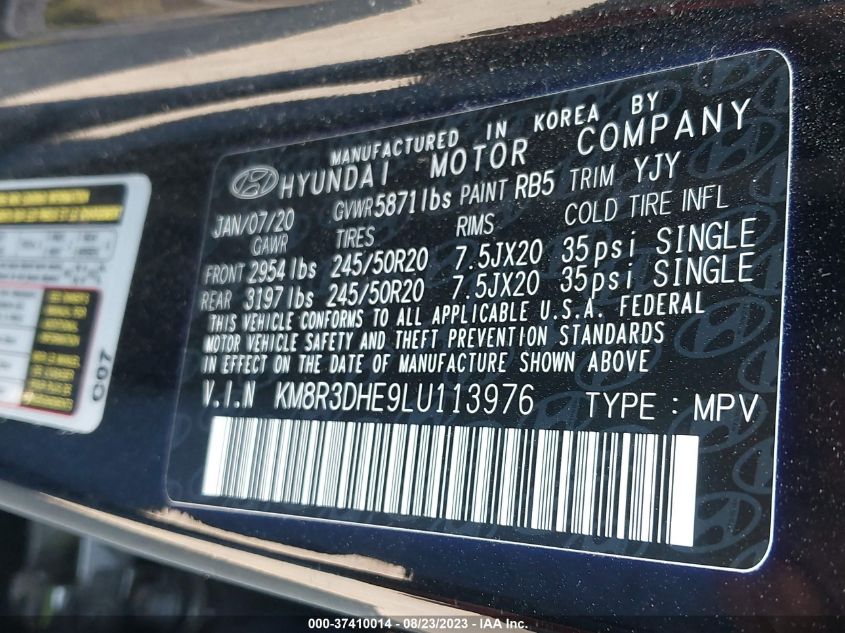 MANUFACTURED IN KOREA BY
HYUNDAI MOTOR COMPANY
JAN/07/20 GVWR 5871 lbs PAINT RB5 TRIM YJY
GAWR TIRES RIMS COLD TIRE INFL
FRONT 2954 lbs 245/50R20 7.5JX20 35psi SINGLE
REAR 3197 lbs 245/50R20 7.5JX20 35psi SINGLE
THIS VEHICLE CONFORMS TO ALL APPLICABLE U.S.A. FEDERAL
MOTOR VEHICLE SAFETY AND THEFT PREVENTION STANDARDS
IN EFFECT ON THE DATE OF MANUFACTURE SHOWN ABOVE
V.I.N KM8R3DHE9LU113976 TYPE : MPV
C07
000-37410014 - 08/23/2023 - IAA Inc.